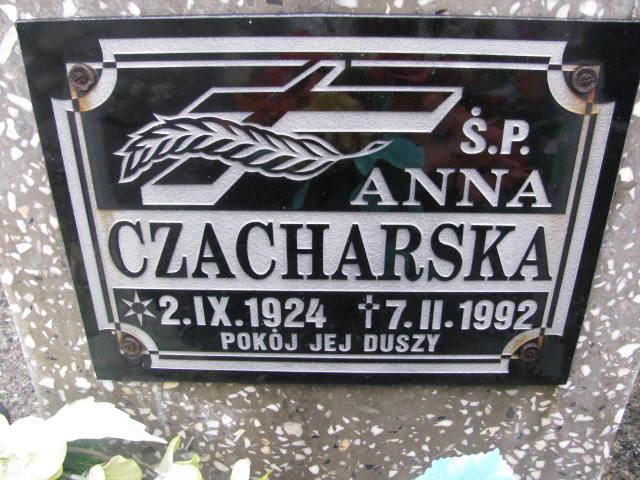 Ś.P.
ANNA
CZACHARSKA
2.IX.1924 †7.II.1992
POKÓJ JEJ DUSZY